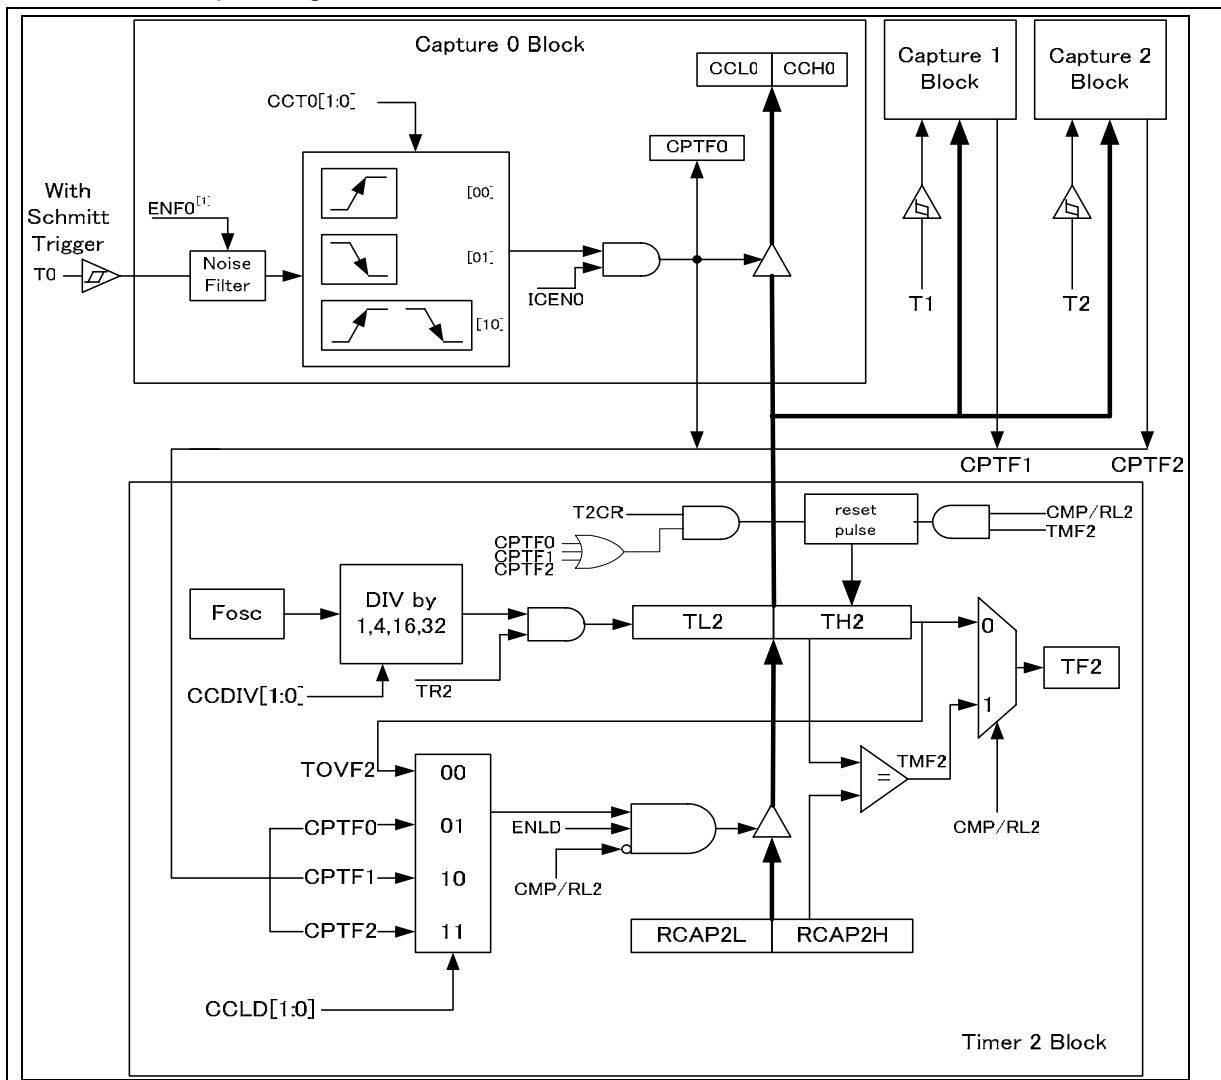 Capture 0 Block
CCL0 CCH0
Capture 1
Block
Capture 2
Block
CCT0[1:0]
CPTF0
With
Schmitt
Trigger
T0
ENF0[1]
Noise
Filter
[00]
[01]
[10]
ICEN0
T1
T2
CPTF1
CPTF2
T2CR
CPTF0
CPTF1
CPTF2
reset
pulse
CMP/RL2
TMF2
Fosc
DIV by
1,4,16,32
TR2
CCDIV[1:0]
TL2 TH2
0
1
TF2
CMP/RL2
TMF2
=
TOVF2
00
CPTF0
01
CPTF1
10
CPTF2
11
ENLD
CMP/RL2
RCAP2L RCAP2H
CCLD[1:0]
Timer 2 Block